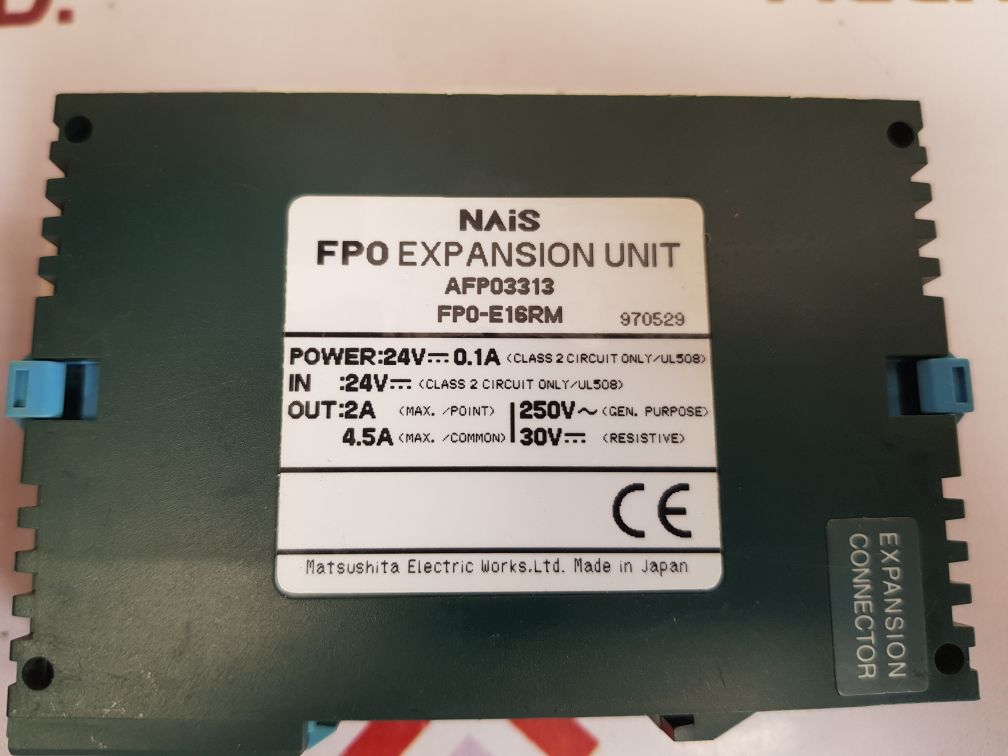 D.
NAiS
FP0 EXPANSION UNIT
AFP03313
FP0-E16RM 970529
POWER:24V⎓0.1A (CLASS 2 CIRCUIT ONLY/UL508)
IN :24V⎓ (CLASS 2 CIRCUIT ONLY/UL508)
OUT:2A (MAX. /POINT) 250V~ (GEN. PURPOSE)
4.5A (MAX. /COMMON) 30V⎓ (RESISTIVE)
CE
Matsushita Electric Works,Ltd. Made in Japan
EXPANSION
CONNECTOR